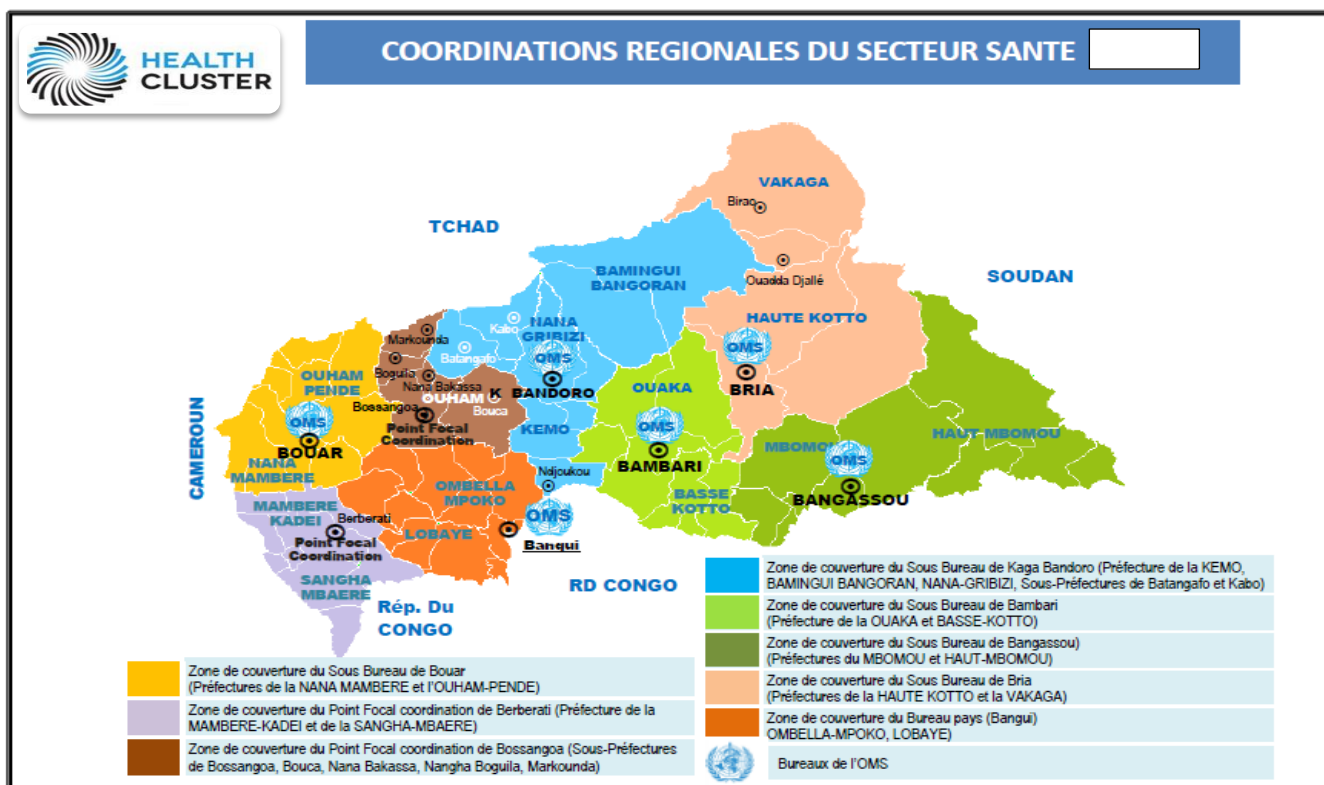 HEALTH
CLUSTER
COORDINATIONS REGIONALES DU SECTEUR SANTE
VAKAGA
Birao
TCHAD
BAMINGUI
BANGORAN
Ouadda Djallé
SOUDAN
HAUTE KOTTO
Kabo
NANA
GRIBIZI
Markounda
Batangafo
OMS
OMS
Boguila
Nana Bakassa
OUHAM
PENDE
K BANDORO
BRIA
OUAKA
OUHAM
Bouca
Bossangoa
OMS
Point Focal
Coordination
KEMO
OMS
CAMEROUN
BOUAR
BAMBARI
MBOMOU
HAUT MBOMOU
OMS
NANA
MAMBERE
Ndjoukou
BANGASSOU
OMBELLA
MPOKO
BASSE
KOTTO
MAMBERE
KADEI
Berberati
OMS
Point Focal
Coordination
LOBAYE
Bangui
SANGHA
MBAERE
RD CONGO
Rép. Du
CONGO
Zone de couverture du Sous Bureau de Bouar
(Préfectures de la NANA MAMBERE et l'OUHAM-PENDE)
Zone de couverture du Point Focal coordination de Berberati (Préfecture de la
MAMBERE-KADEI et de la SANGHA-MBAERE)
Zone de couverture du Point Focal coordination de Bossangoa (Sous-Préfectures
de Bossangoa, Bouca, Nana Bakassa, Nangha Boguila, Markounda)
Zone de couverture du Sous Bureau de Kaga Bandoro (Préfecture de la KEMO,
BAMINGUI BANGORAN, NANA-GRIBIZI, Sous-Préfectures de Batangafo et Kabo)
Zone de couverture du Sous Bureau de Bambari
(Préfecture de la OUAKA et BASSE-KOTTO)
Zone de couverture du Sous Bureau de Bangassou)
(Préfectures du MBOMOU et HAUT-MBOMOU)
Zone de couverture du Sous Bureau de Bria
(Préfectures de la HAUTE KOTTO et la VAKAGA)
Zone de couverture du Bureau pays (Bangui)
OMBELLA-MPOKO, LOBAYE)
Bureaux de l'OMS